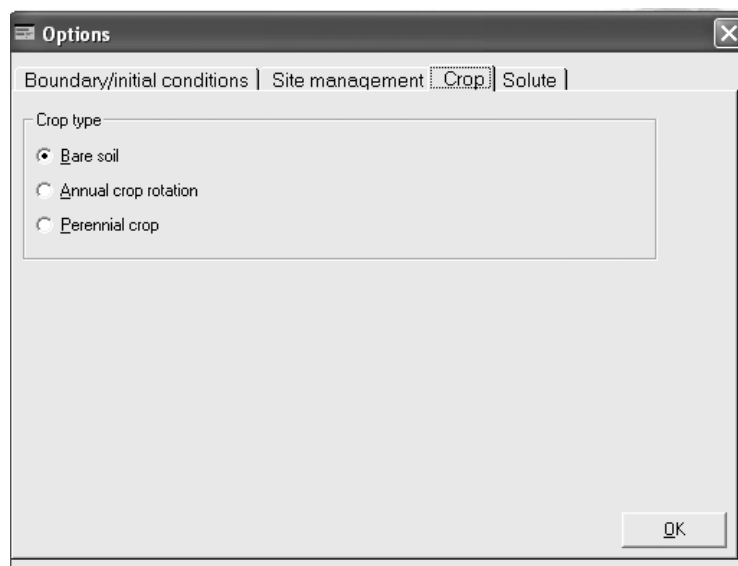 Options
Boundary/initial conditions Site management Crop Solute
Crop type
Bare soil
Annual crop rotation
Perennial crop
OK